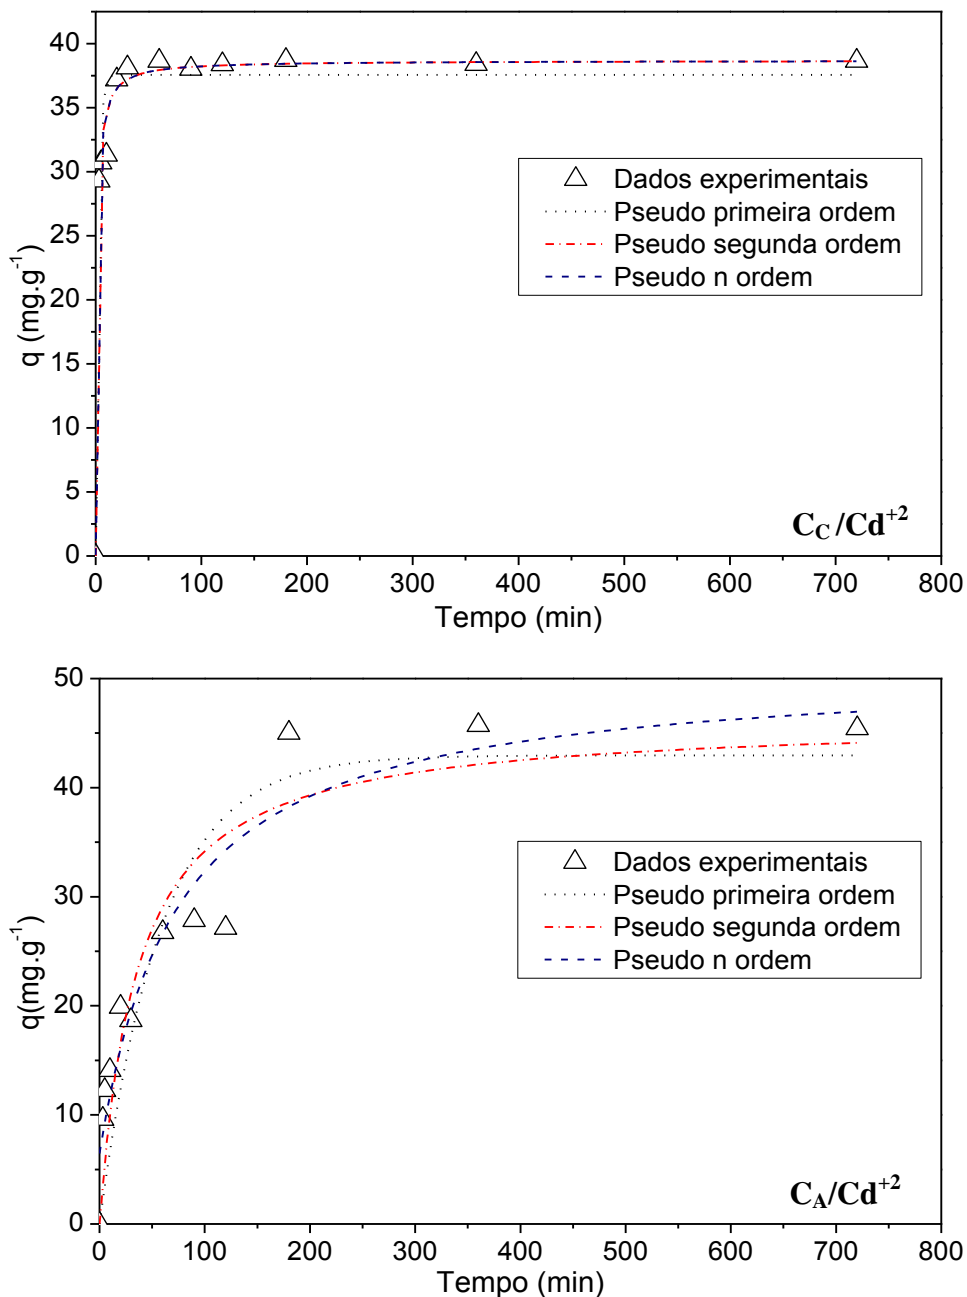 40
35
30
25
20
15
10
5
0
q (mg.g⁻¹)
Dados experimentais
Pseudo primeira ordem
Pseudo segunda ordem
Pseudo n ordem
C_C /Cd⁺²
0 100 200 300 400 500 600 700 800
Tempo (min)
50
40
30
20
10
0
q(mg.g⁻¹)
Dados experimentais
Pseudo primeira ordem
Pseudo segunda ordem
Pseudo n ordem
C_A/Cd⁺²
0 100 200 300 400 500 600 700 800
Tempo (min)